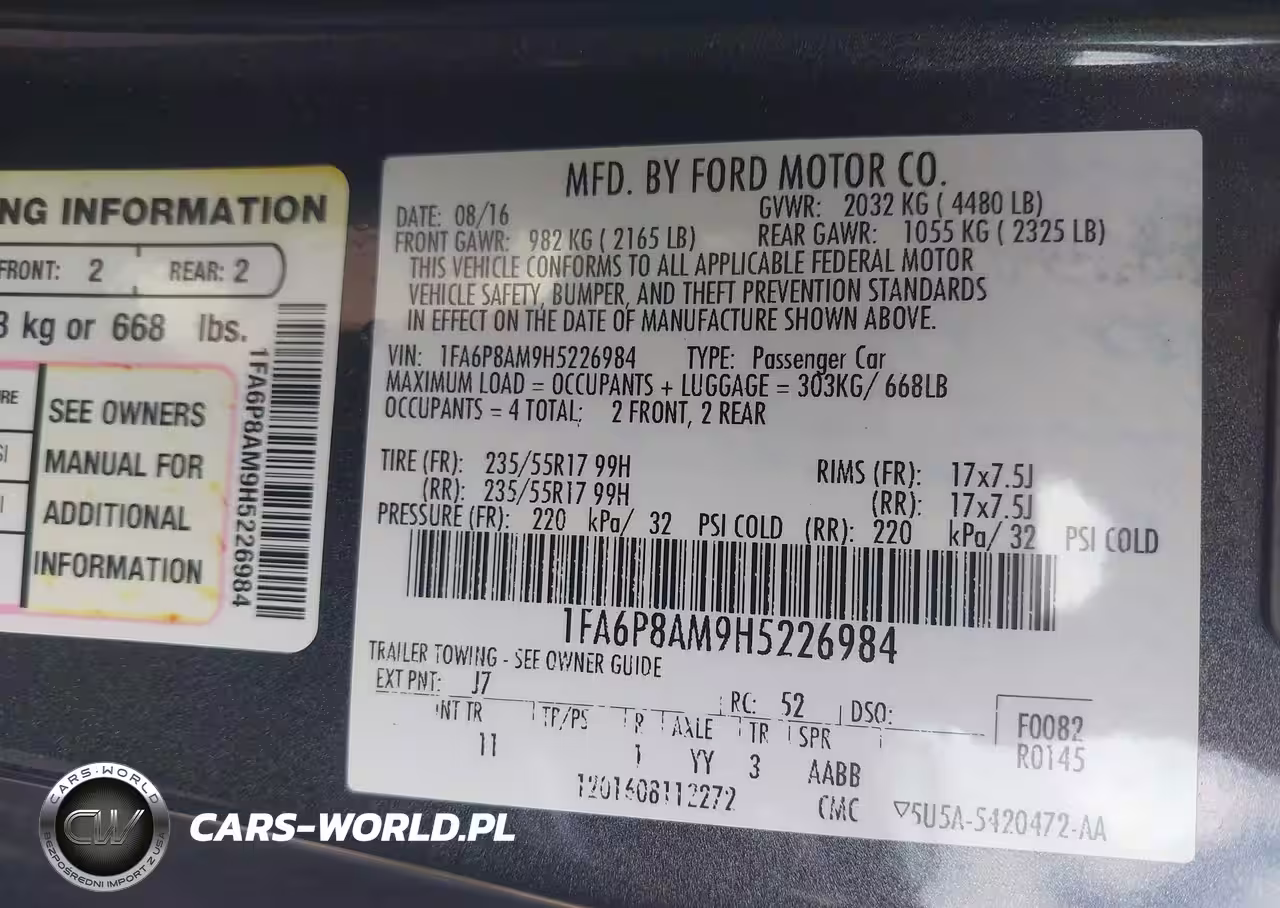 NG INFORMATION
FRONT: 2 REAR: 2
kg or 668 lbs.
SEE OWNERS
MANUAL FOR
ADDITIONAL
INFORMATION
1FA6P8AM9H5226984
MFD. BY FORD MOTOR CO.
DATE: 08/16 GVWR: 2032 KG ( 4480 LB)
FRONT GAWR: 982 KG ( 2165 LB) REAR GAWR: 1055 KG ( 2325 LB)
THIS VEHICLE CONFORMS TO ALL APPLICABLE FEDERAL MOTOR
VEHICLE SAFETY, BUMPER, AND THEFT PREVENTION STANDARDS
IN EFFECT ON THE DATE OF MANUFACTURE SHOWN ABOVE.
VIN: 1FA6P8AM9H5226984 TYPE: Passenger Car
MAXIMUM LOAD = OCCUPANTS + LUGGAGE = 303KG/ 668LB
OCCUPANTS = 4 TOTAL; 2 FRONT, 2 REAR
TIRE (FR): 235/55R17 99H RIMS (FR): 17x7.5J
(RR): 235/55R17 99H (RR): 17x7.5J
PRESSURE (FR): 220 kPa/ 32 PSI COLD (RR): 220 kPa/ 32 PSI COLD
1FA6P8AM9H5226984
TRAILER TOWING - SEE OWNER GUIDE
EXT PNT: J7 RC: 52 DSO:
INT TR TP/PS R AXLE TR SPR F0082
11 1 YY 3 AABB R0145
1201608112272 CMC ▽5U5A-5420472-AA
CARS-WORLD
CW
BEZPOŚREDNI IMPORT Z USA
CARS-WORLD.PL